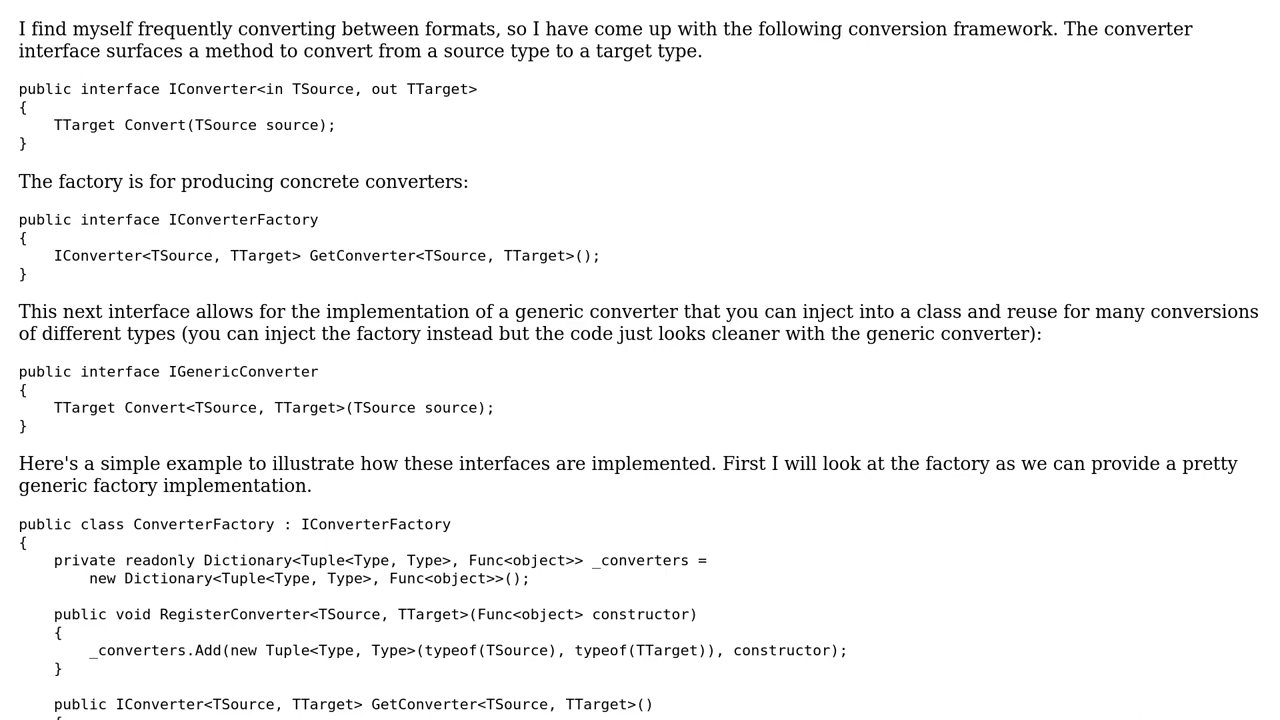 I find myself frequently converting between formats, so I have come up with the following conversion framework. The converter
interface surfaces a method to convert from a source type to a target type.
public interface IConverter<in TSource, out TTarget>
{
    TTarget Convert(TSource source);
}
The factory is for producing concrete converters:
public interface IConverterFactory
{
    IConverter<TSource, TTarget> GetConverter<TSource, TTarget>();
}
This next interface allows for the implementation of a generic converter that you can inject into a class and reuse for many conversions
of different types (you can inject the factory instead but the code just looks cleaner with the generic converter):
public interface IGenericConverter
{
    TTarget Convert<TSource, TTarget>(TSource source);
}
Here's a simple example to illustrate how these interfaces are implemented. First I will look at the factory as we can provide a pretty
generic factory implementation.
public class ConverterFactory : IConverterFactory
{
    private readonly Dictionary<Tuple<Type, Type>, Func<object>> _converters =
        new Dictionary<Tuple<Type, Type>, Func<object>>();
    public void RegisterConverter<TSource, TTarget>(Func<object> constructor)
    {
        _converters.Add(new Tuple<Type, Type>(typeof(TSource), typeof(TTarget)), constructor);
    }
    public IConverter<TSource, TTarget> GetConverter<TSource, TTarget>()
    {